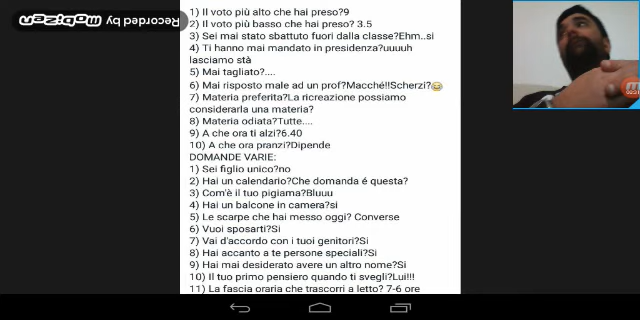 Recorded by
mobizen
1) Il voto più alto che hai preso?9
2) Il voto più basso che hai preso? 3.5
3) Sei mai stato sbattuto fuori dalla classe?Ehm..si
4) Ti hanno mai mandato in presidenza?uuuuh
lasciamo stà
5) Mai tagliato?....
6) Mai risposto male ad un prof?Macché!!Scherzi?😄
7) Materia preferita?La ricreazione possiamo
considerarla una materia?
8) Materia odiata?Tutte....
9) A che ora ti alzi?6.40
10) A che ora pranzi?Dipende
DOMANDE VARIE:
1) Sei figlio unico?no
2) Hai un calendario?Che domanda é questa?
3) Com'è il tuo pigiama?Bluuu
4) Hai un balcone in camera?si
5) Le scarpe che hai messo oggi? Converse
6) Vuoi sposarti?Si
7) Vai d'accordo con i tuoi genitori?Si
8) Hai accanto a te persone speciali?Si
9) Hai mai desiderato avere un altro nome?Si
10) Il tuo primo pensiero quando ti svegli?Lui!!!
11) La fascia oraria che trascorri a letto? 7-6 ore